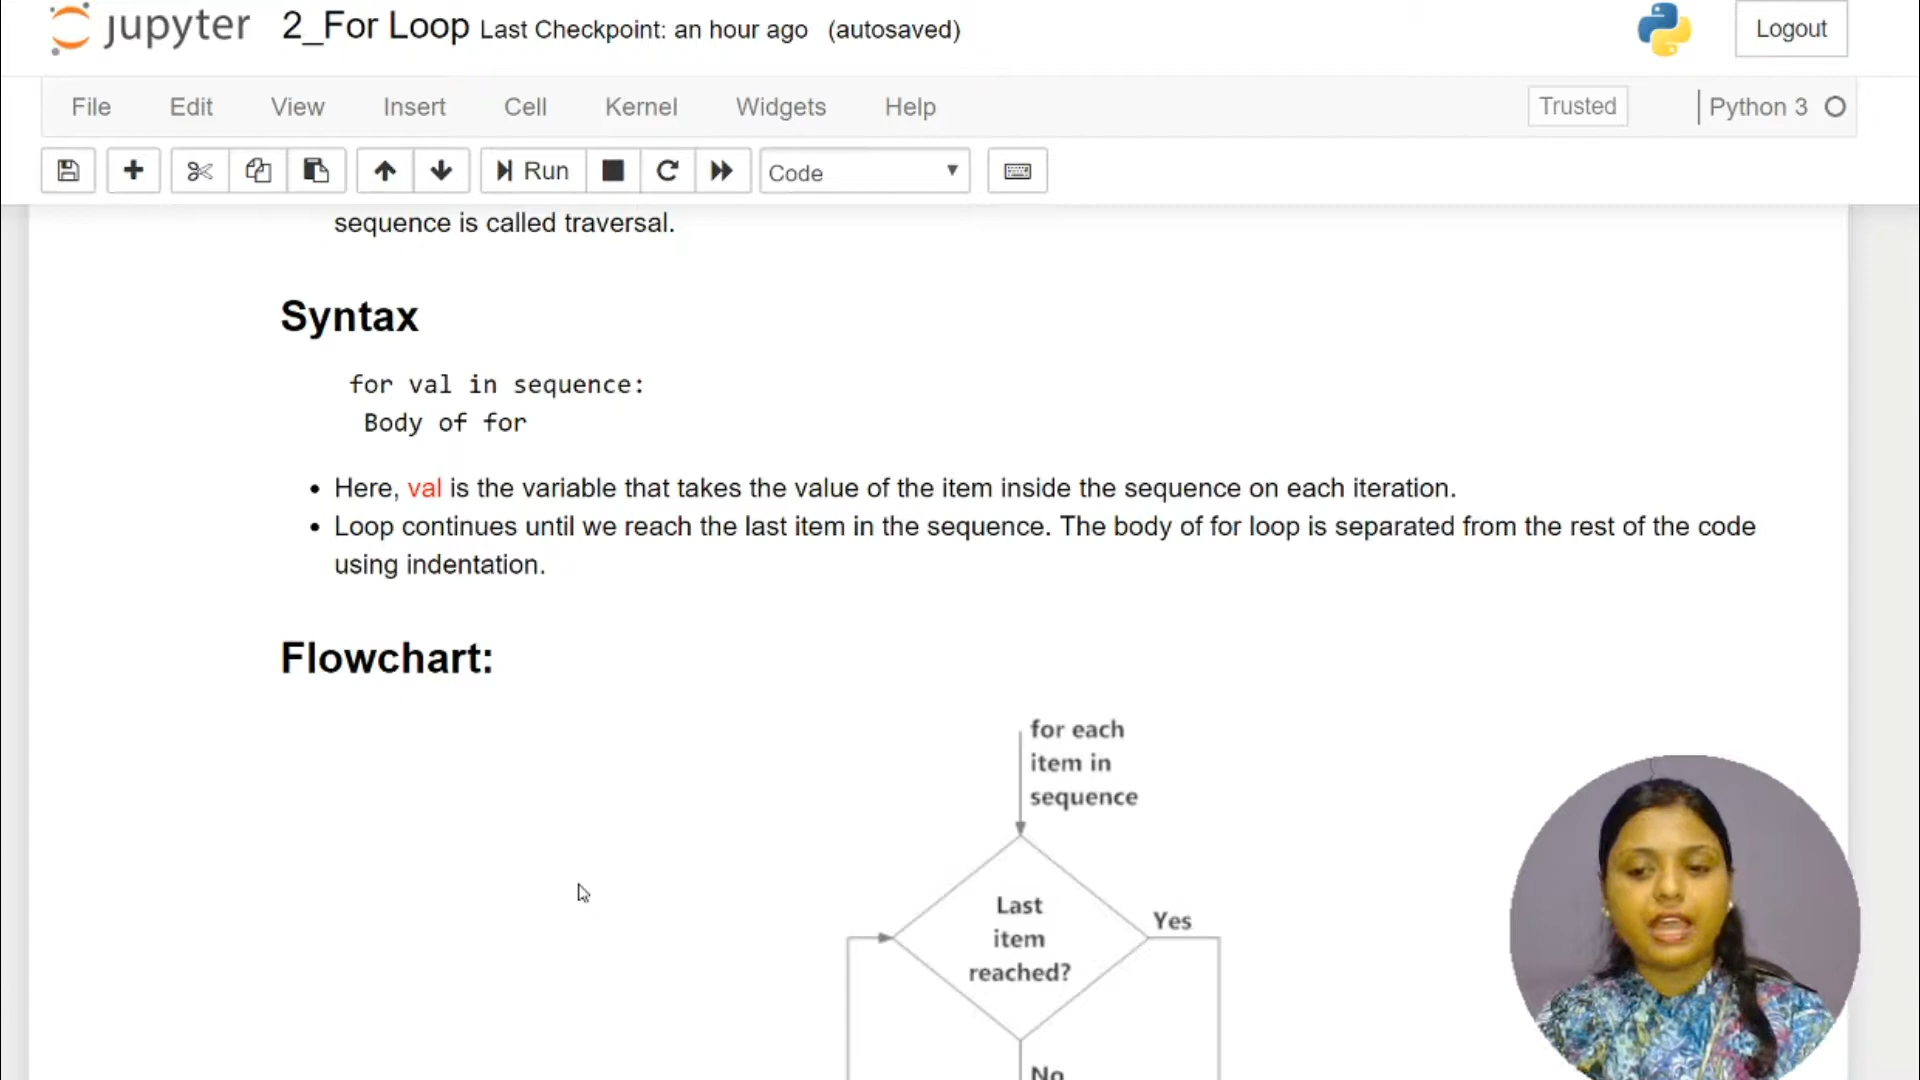 jupyter 2_For Loop Last Checkpoint: an hour ago (autosaved)
Logout
File Edit View Insert Cell Kernel Widgets Help
Trusted
Python 3
Run
Code
sequence is called traversal.
Syntax
for val in sequence:
Body of for
Here, val is the variable that takes the value of the item inside the sequence on each iteration.
Loop continues until we reach the last item in the sequence. The body of for loop is separated from the rest of the code
using indentation.
Flowchart:
for each
item in
sequence
Last
item
reached?
Yes
No